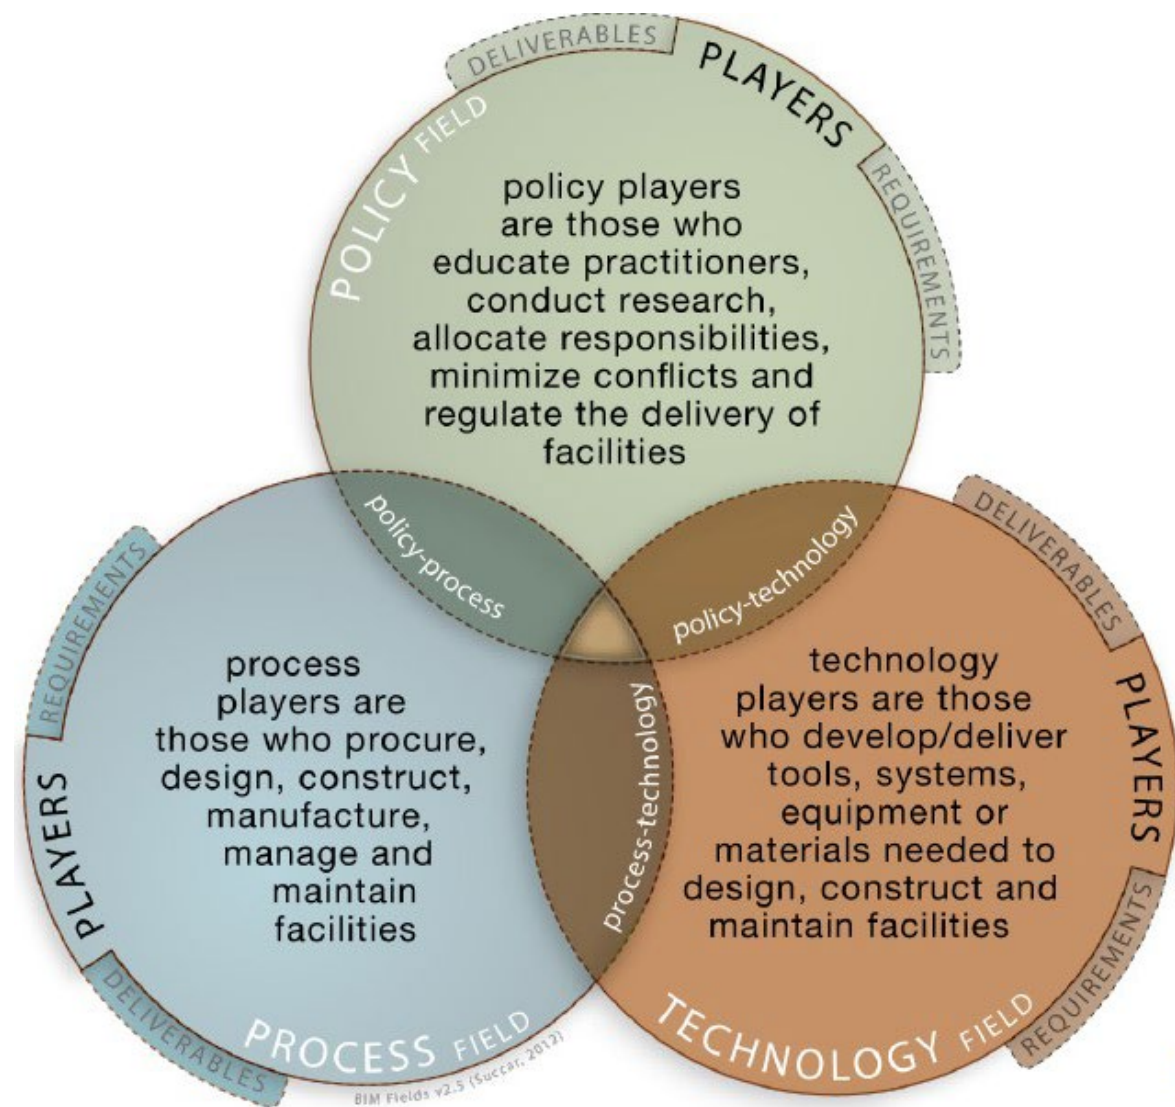 DELIVERABLES
PLAYERS
REQUIREMENTS
POLICY FIELD
policy players
are those who
educate practitioners,
conduct research,
allocate responsibilities,
minimize conflicts and
regulate the delivery of
facilities
policy-process
policy-technology
process-technology
REQUIREMENTS
PLAYERS
DELIVERABLES
process
players are
those who procure,
design, construct,
manufacture,
manage and
maintain
facilities
PROCESS FIELD
BIM Fields v2.5 (Succar, 2012)
DELIVERABLES
PLAYERS
REQUIREMENTS
technology
players are those
who develop/deliver
tools, systems,
equipment or
materials needed to
design, construct and
maintain facilities
TECHNOLOGY FIELD